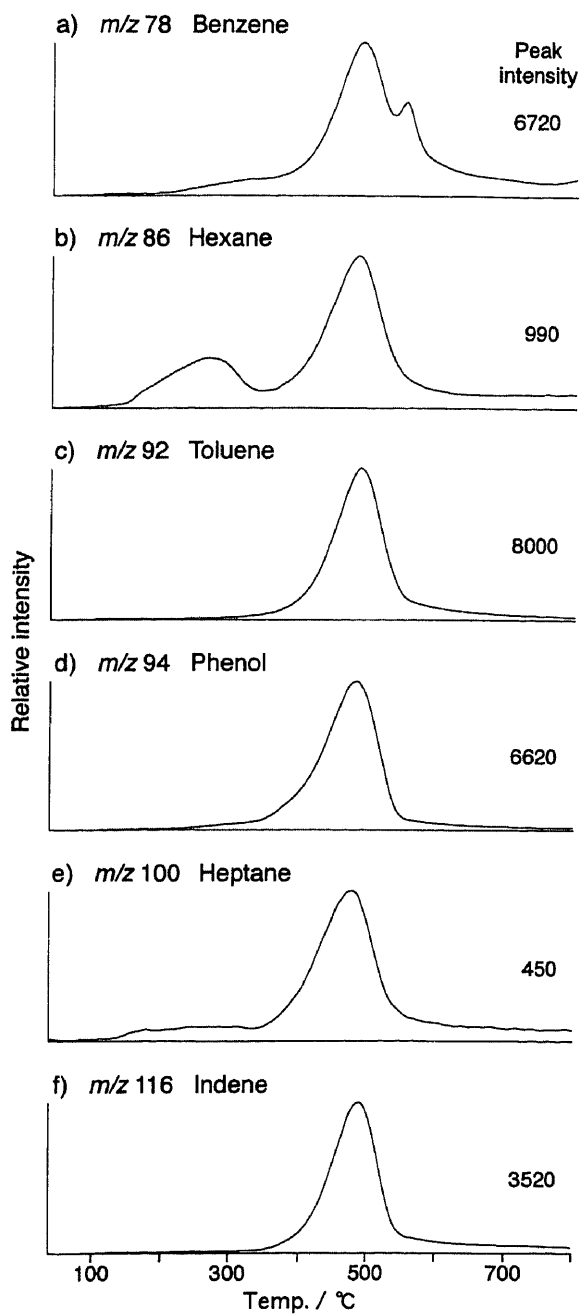 a) m/z 78 Benzene
Peak
intensity
6720
b) m/z 86 Hexane
990
c) m/z 92 Toluene
8000
d) m/z 94 Phenol
6620
e) m/z 100 Heptane
450
f) m/z 116 Indene
3520
Relative intensity
100 300 500 700
Temp. / °C